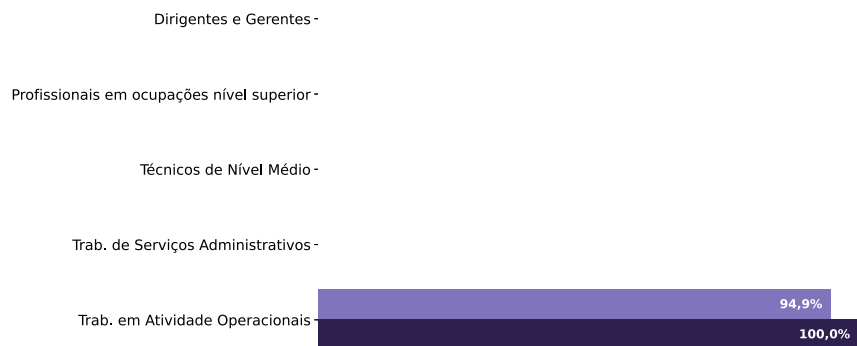 Dirigentes e Gerentes
Profissionais em ocupações nível superior
Técnicos de Nível Médio
Trab. de Serviços Administrativos
94,9%
Trab. em Atividade Operacionais
100,0%